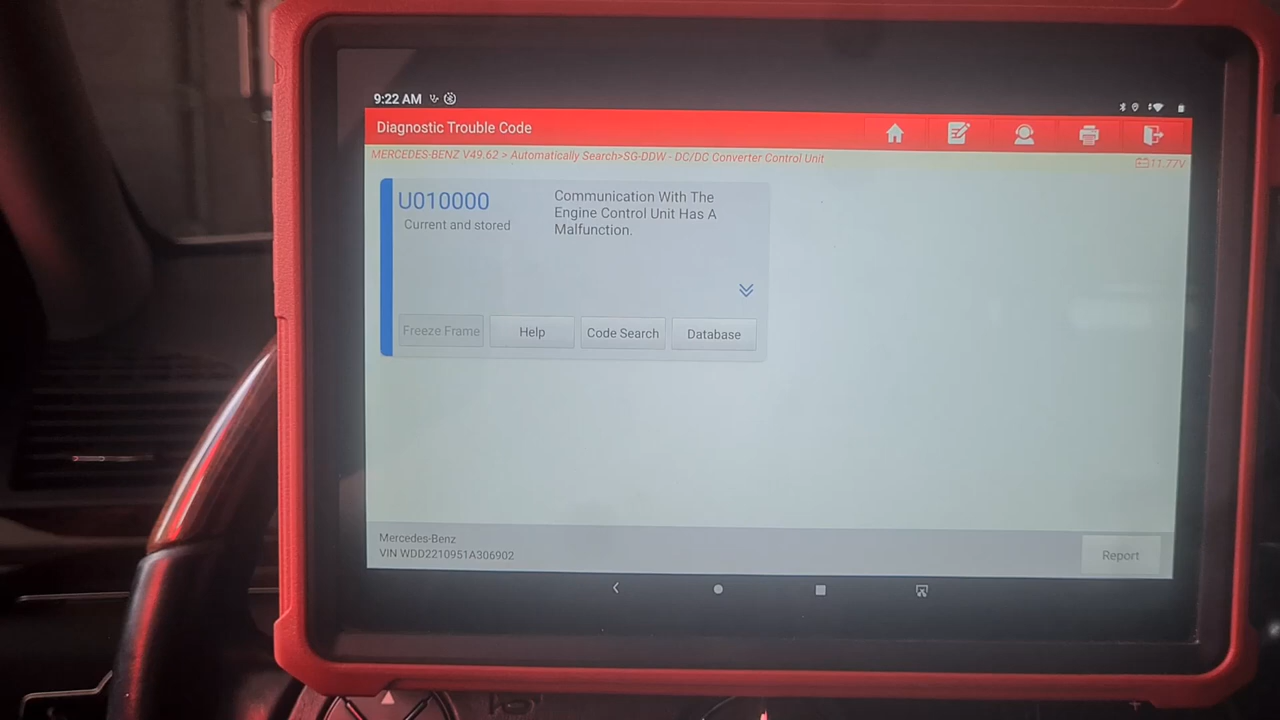 9:22 AM
Diagnostic Trouble Code
MERCEDES-BENZ V49.62 > Automatically Search>SG-DDW - DC/DC Converter Control Unit
11.77V
U010000
Current and stored
Communication With The
Engine Control Unit Has A
Malfunction.
Freeze Frame
Help
Code Search
Database
Mercedes-Benz
VIN WDD2210951A306902
Report